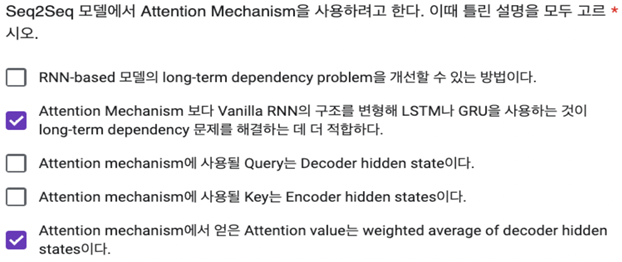 Seq2Seq 모델에서 Attention Mechanism을 사용하려고 한다. 이때 틀린 설명을 모두 고르 *
시오.
RNN-based 모델의 long-term dependency problem을 개선할 수 있는 방법이다.
Attention Mechanism 보다 Vanilla RNN의 구조를 변형해 LSTM나 GRU을 사용하는 것이
long-term dependency 문제를 해결하는 데 더 적합하다.
Attention mechanism에 사용될 Query는 Decoder hidden state이다.
Attention mechanism에 사용될 Key는 Encoder hidden states이다.
Attention mechanism에서 얻은 Attention value는 weighted average of decoder hidden
states이다.